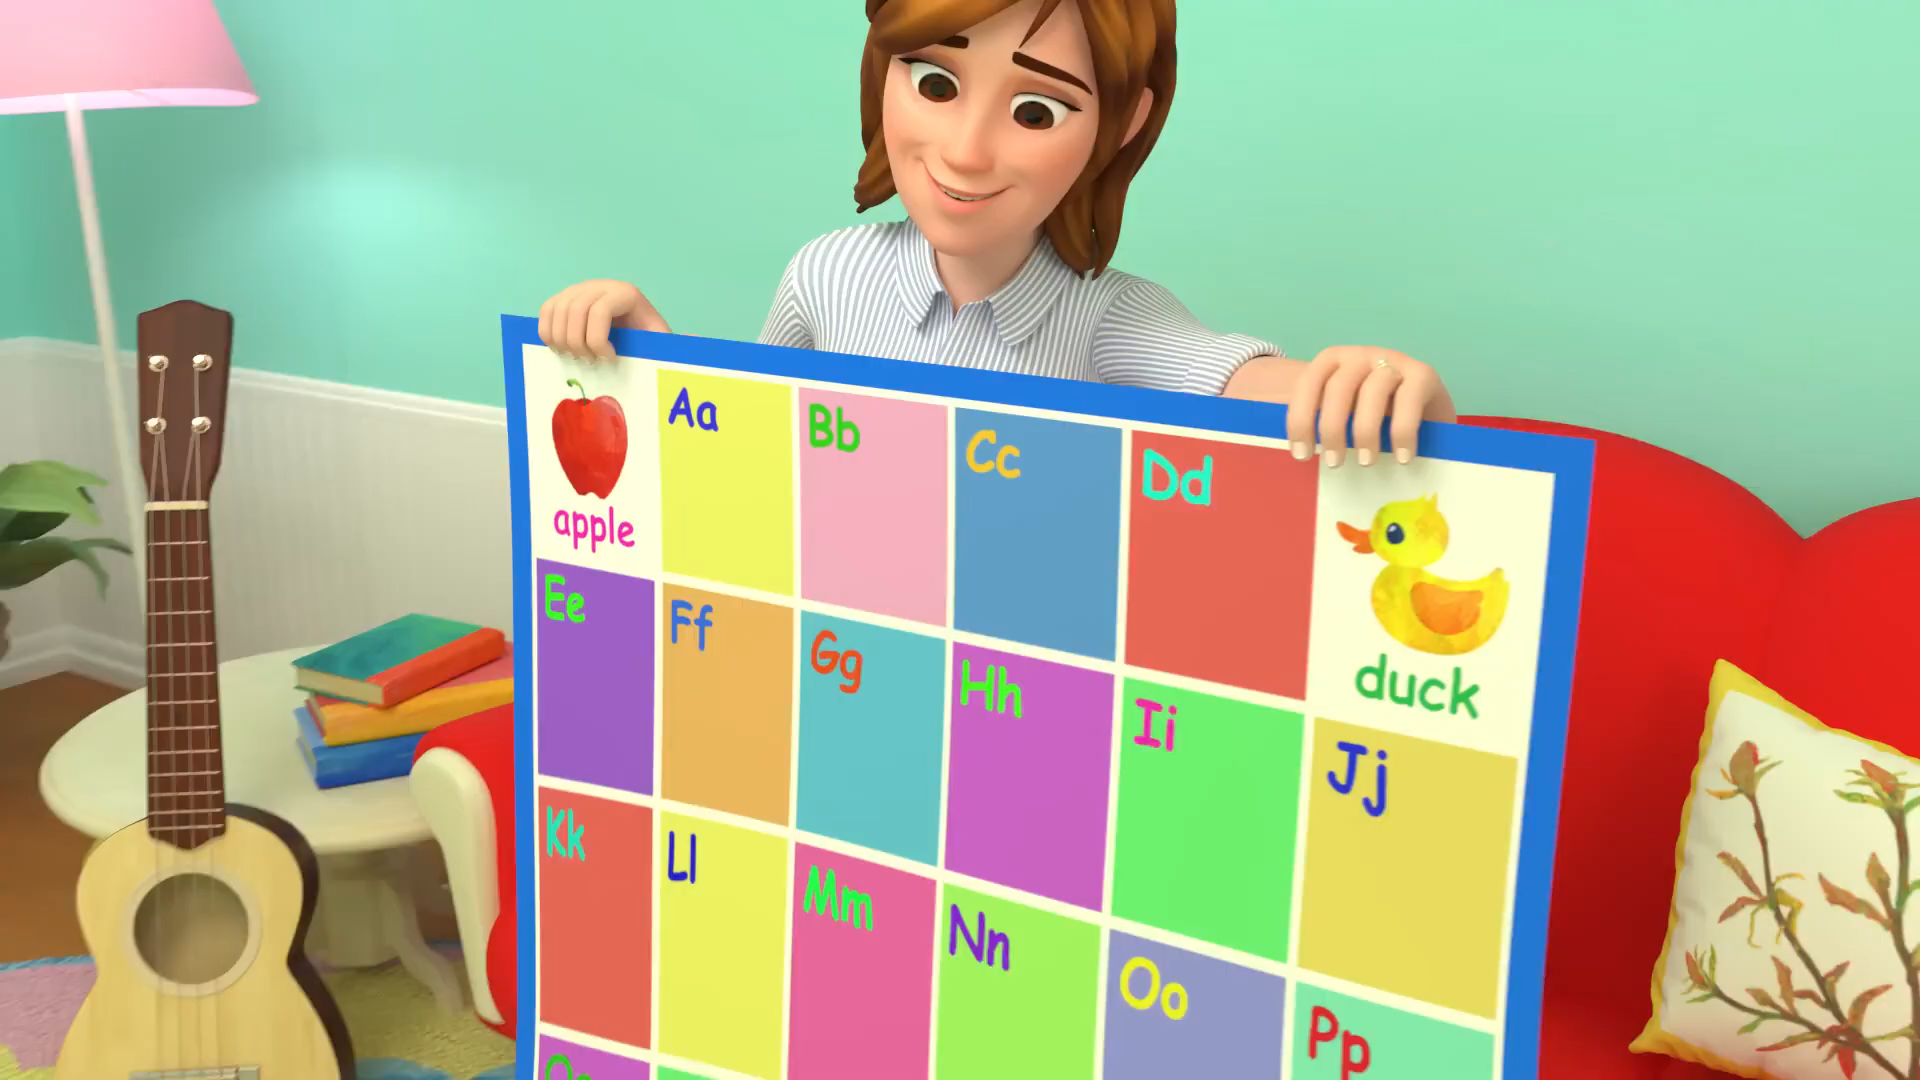 Aa Bb Cc Dd
apple
duck
Ee Ff Gg Hh Ii Jj
Kk Ll Mm Nn Oo Pp